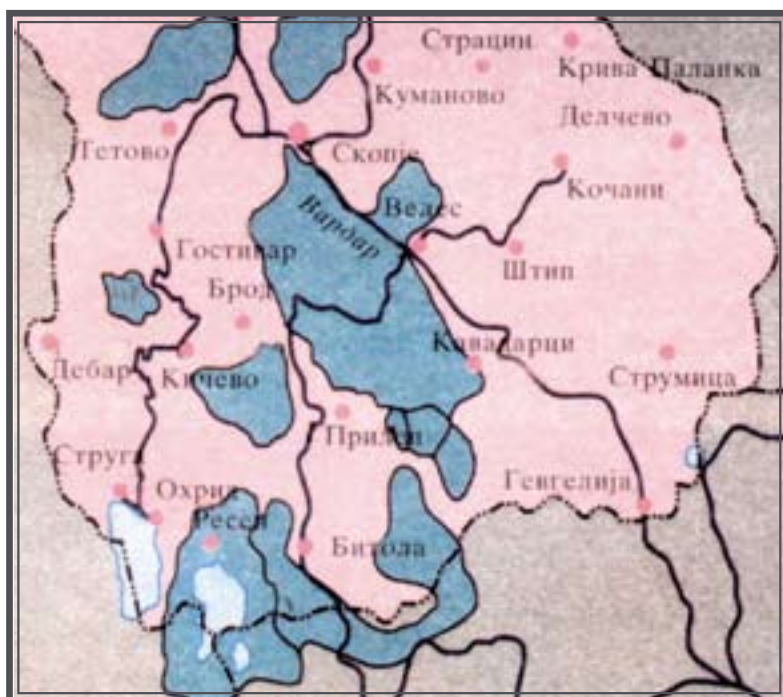 Страцин
Крива Паланка
Куманово
Делчево
Тетово
Скопје
Кочани
Велес
Вардар
Гостивар
Штип
Брод
Кавадарци
Дебар
Кичево
Струмица
Прилеп
Струга
Охрид
Гевгелија
Ресен
Битола